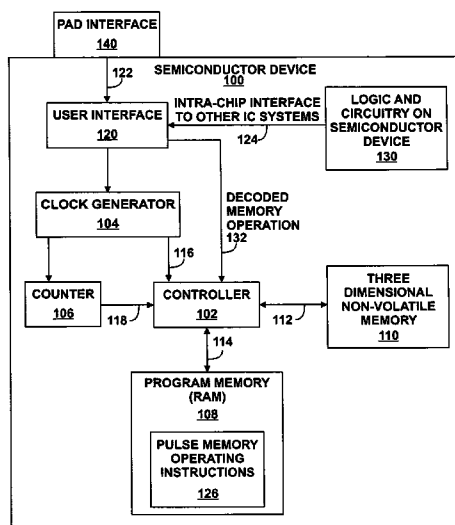 PAD INTERFACE
140
122
SEMICONDUCTOR DEVICE
100
USER INTERFACE
120
INTRA-CHIP INTERFACE
TO OTHER IC SYSTEMS
124
LOGIC AND
CIRCUITRY ON
SEMICONDUCTOR
DEVICE
130
CLOCK GENERATOR
104
DECODED
MEMORY
OPERATION
132
116
COUNTER
106
118
CONTROLLER
102
112
THREE
DIMENSIONAL
NON-VOLATILE
MEMORY
110
114
PROGRAM MEMORY
(RAM)
108
PULSE MEMORY
OPERATING
INSTRUCTIONS
126